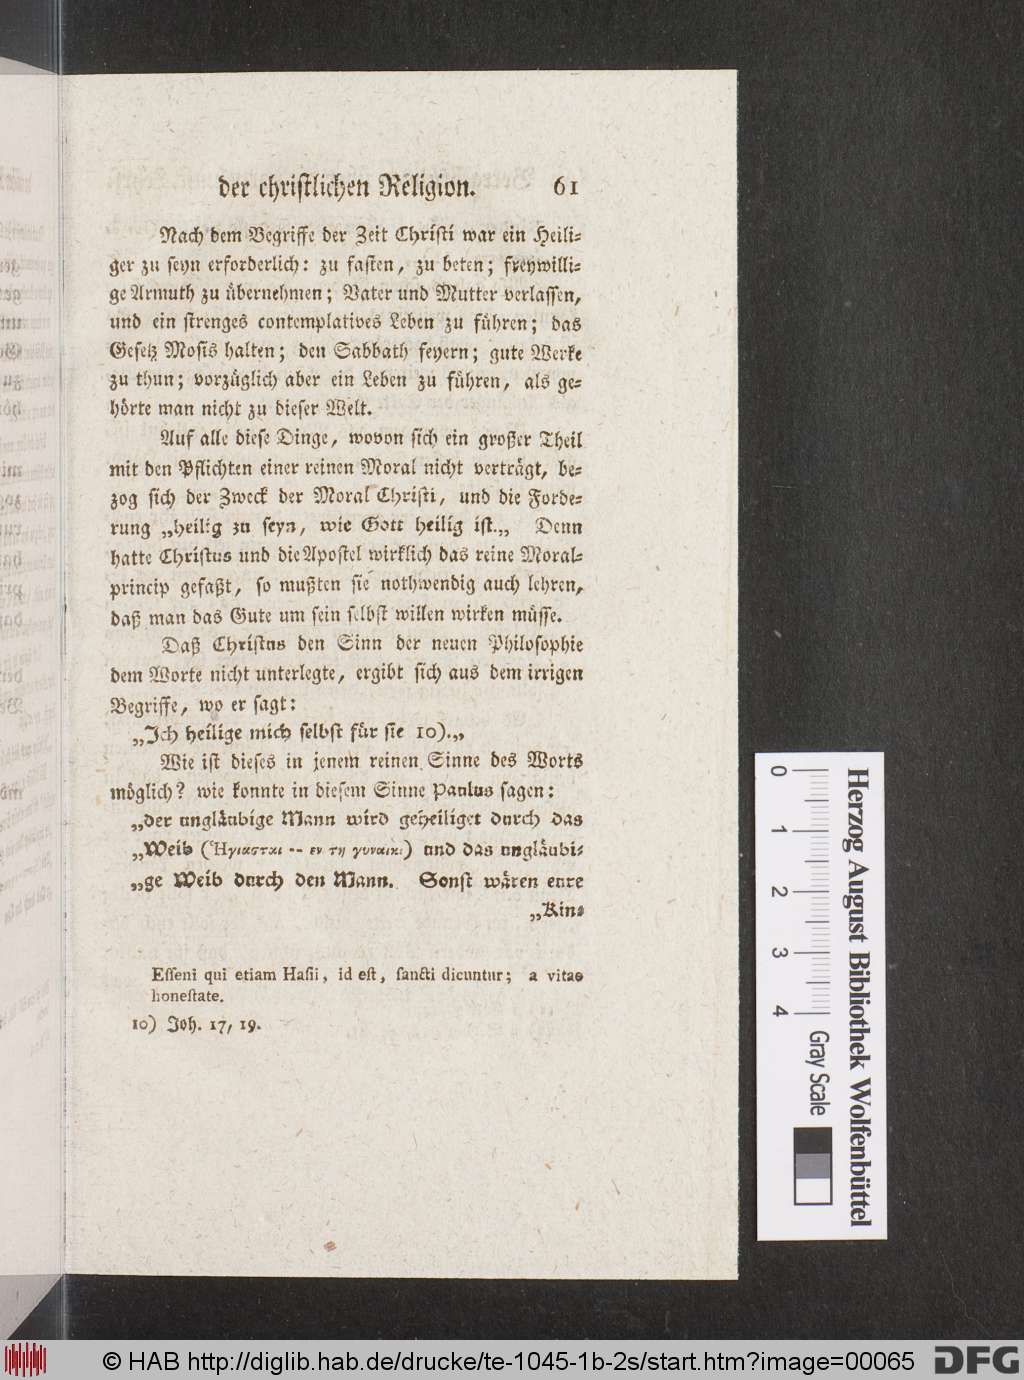 der christlichen Religion. 61
Nach dem Begriffe der Zeit Christi war ein Heili-
ger zu seyn erforderlich: zu fasten, zu beten; freywilli-
ge Armuth zu übernehmen; Vater und Mutter verlassen,
und ein strenges contemplatives Leben zu führen; das
Gesetz Mosis halten; den Sabbath feyern; gute Werke
zu thun; vorzüglich aber ein Leben zu führen, als ge-
hörte man nicht zu dieser Welt.
Auf alle diese Dinge, wovon sich ein großer Theil
mit den Pflichten einer reinen Moral nicht verträgt, be-
zog sich der Zweck der Moral Christi, und die Forde-
rung „heilig zu seyn, wie Gott heilig ist.„ Denn
hatte Christus und die Apostel wirklich das reine Moral-
princip gefaßt, so mußten sie nothwendig auch lehren,
daß man das Gute um sein selbst willen wirken müsse.
Daß Christus den Sinn der neuen Philosophie
dem Worte nicht unterlegte, ergibt sich aus dem irrigen
Begriffe, wo er sagt:
„Ich heilige mich selbst für sie 10).„
Wie ist dieses in jenem reinen Sinne des Worts
möglich? wie konnte in diesem Sinne Paulus sagen:
„der ungläubige Mann wird geheiliget durch das
„Weib (Ἡγιασται -- εν τη γυναικι) und das ungläubi-
„ge Weib durch den Mann. Sonst wären eure
„Kin-
Esseni qui etiam Hasii, id est, sancti dicuntur; a vitae
honestate.
10) Joh. 17, 19.
Herzog August Bibliothek Wolfenbüttel
0 1 2 3 4 Gray Scale
© HAB http://diglib.hab.de/drucke/te-1045-1b-2s/start.htm?image=00065 DFG